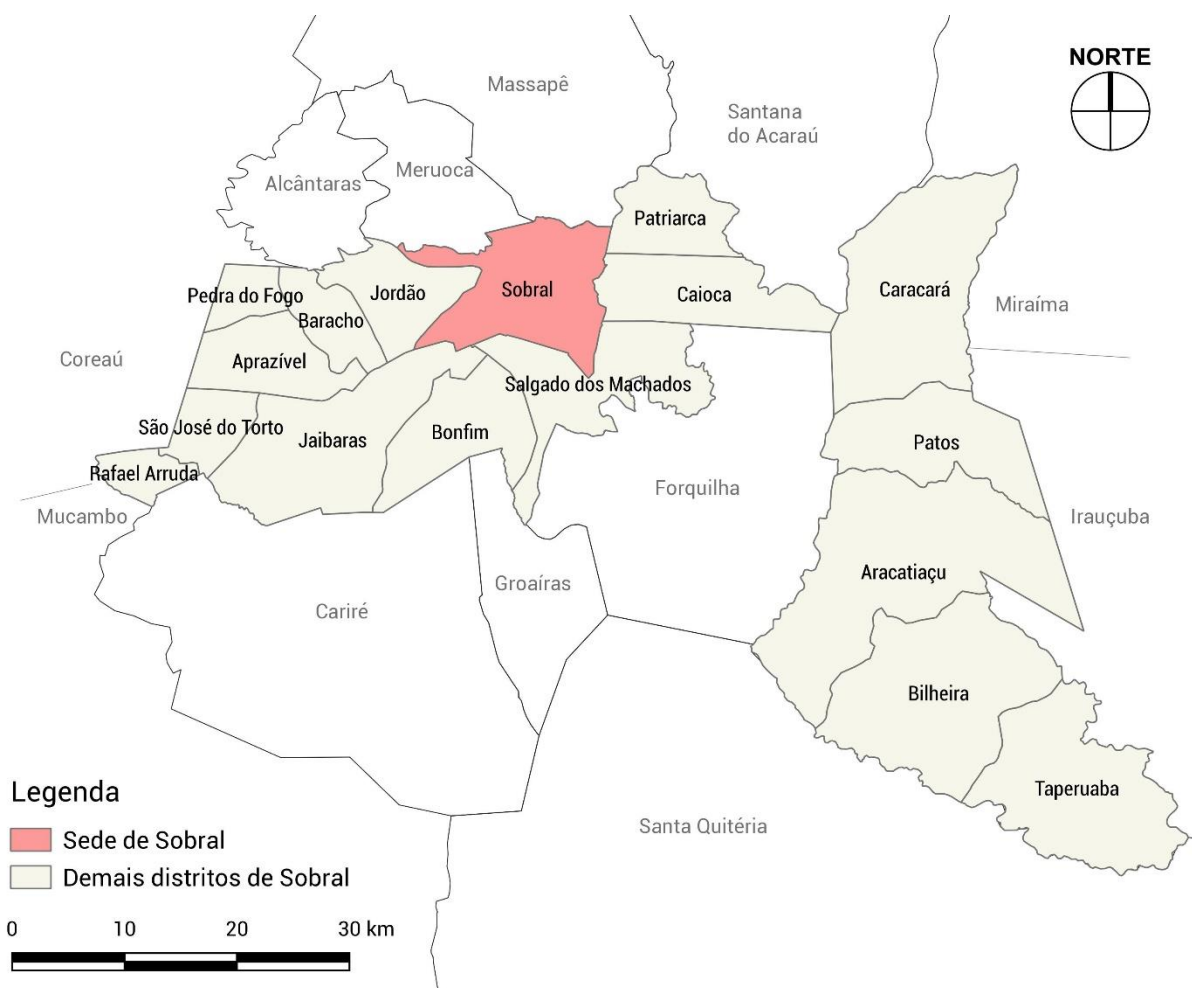 NORTE
Massapê
Santana
do Acaraú
Meruoca
Alcântaras
Patriarca
Sobral
Caioca
Caracará
Miraíma
Pedra do Fogo
Jordão
Baracho
Coreaú
Aprazível
Salgado dos Machados
São José do Torto
Jaibaras
Bonfim
Patos
Rafael Arruda
Forquilha
Mucambo
Irauçuba
Groaíras
Aracatiaçu
Cariré
Bilheira
Taperuaba
Santa Quitéria
Legenda
Sede de Sobral
Demais distritos de Sobral
0 10 20 30 km